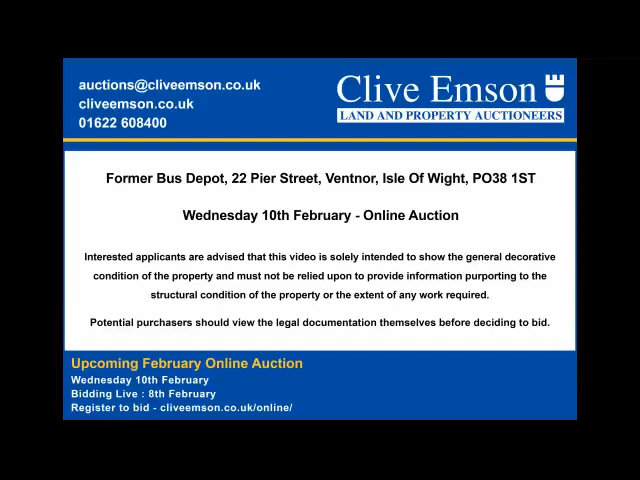 auctions@cliveemson.co.uk
cliveemson.co.uk
01622 608400
Clive Emson
LAND AND PROPERTY AUCTIONEERS
Former Bus Depot, 22 Pier Street, Ventnor, Isle Of Wight, PO38 1ST
Wednesday 10th February - Online Auction
Interested applicants are advised that this video is solely intended to show the general decorative
condition of the property and must not be relied upon to provide information purporting to the
structural condition of the property or the extent of any work required.
Potential purchasers should view the legal documentation themselves before deciding to bid.
Upcoming February Online Auction
Wednesday 10th February
Bidding Live : 8th February
Register to bid - cliveemson.co.uk/online/